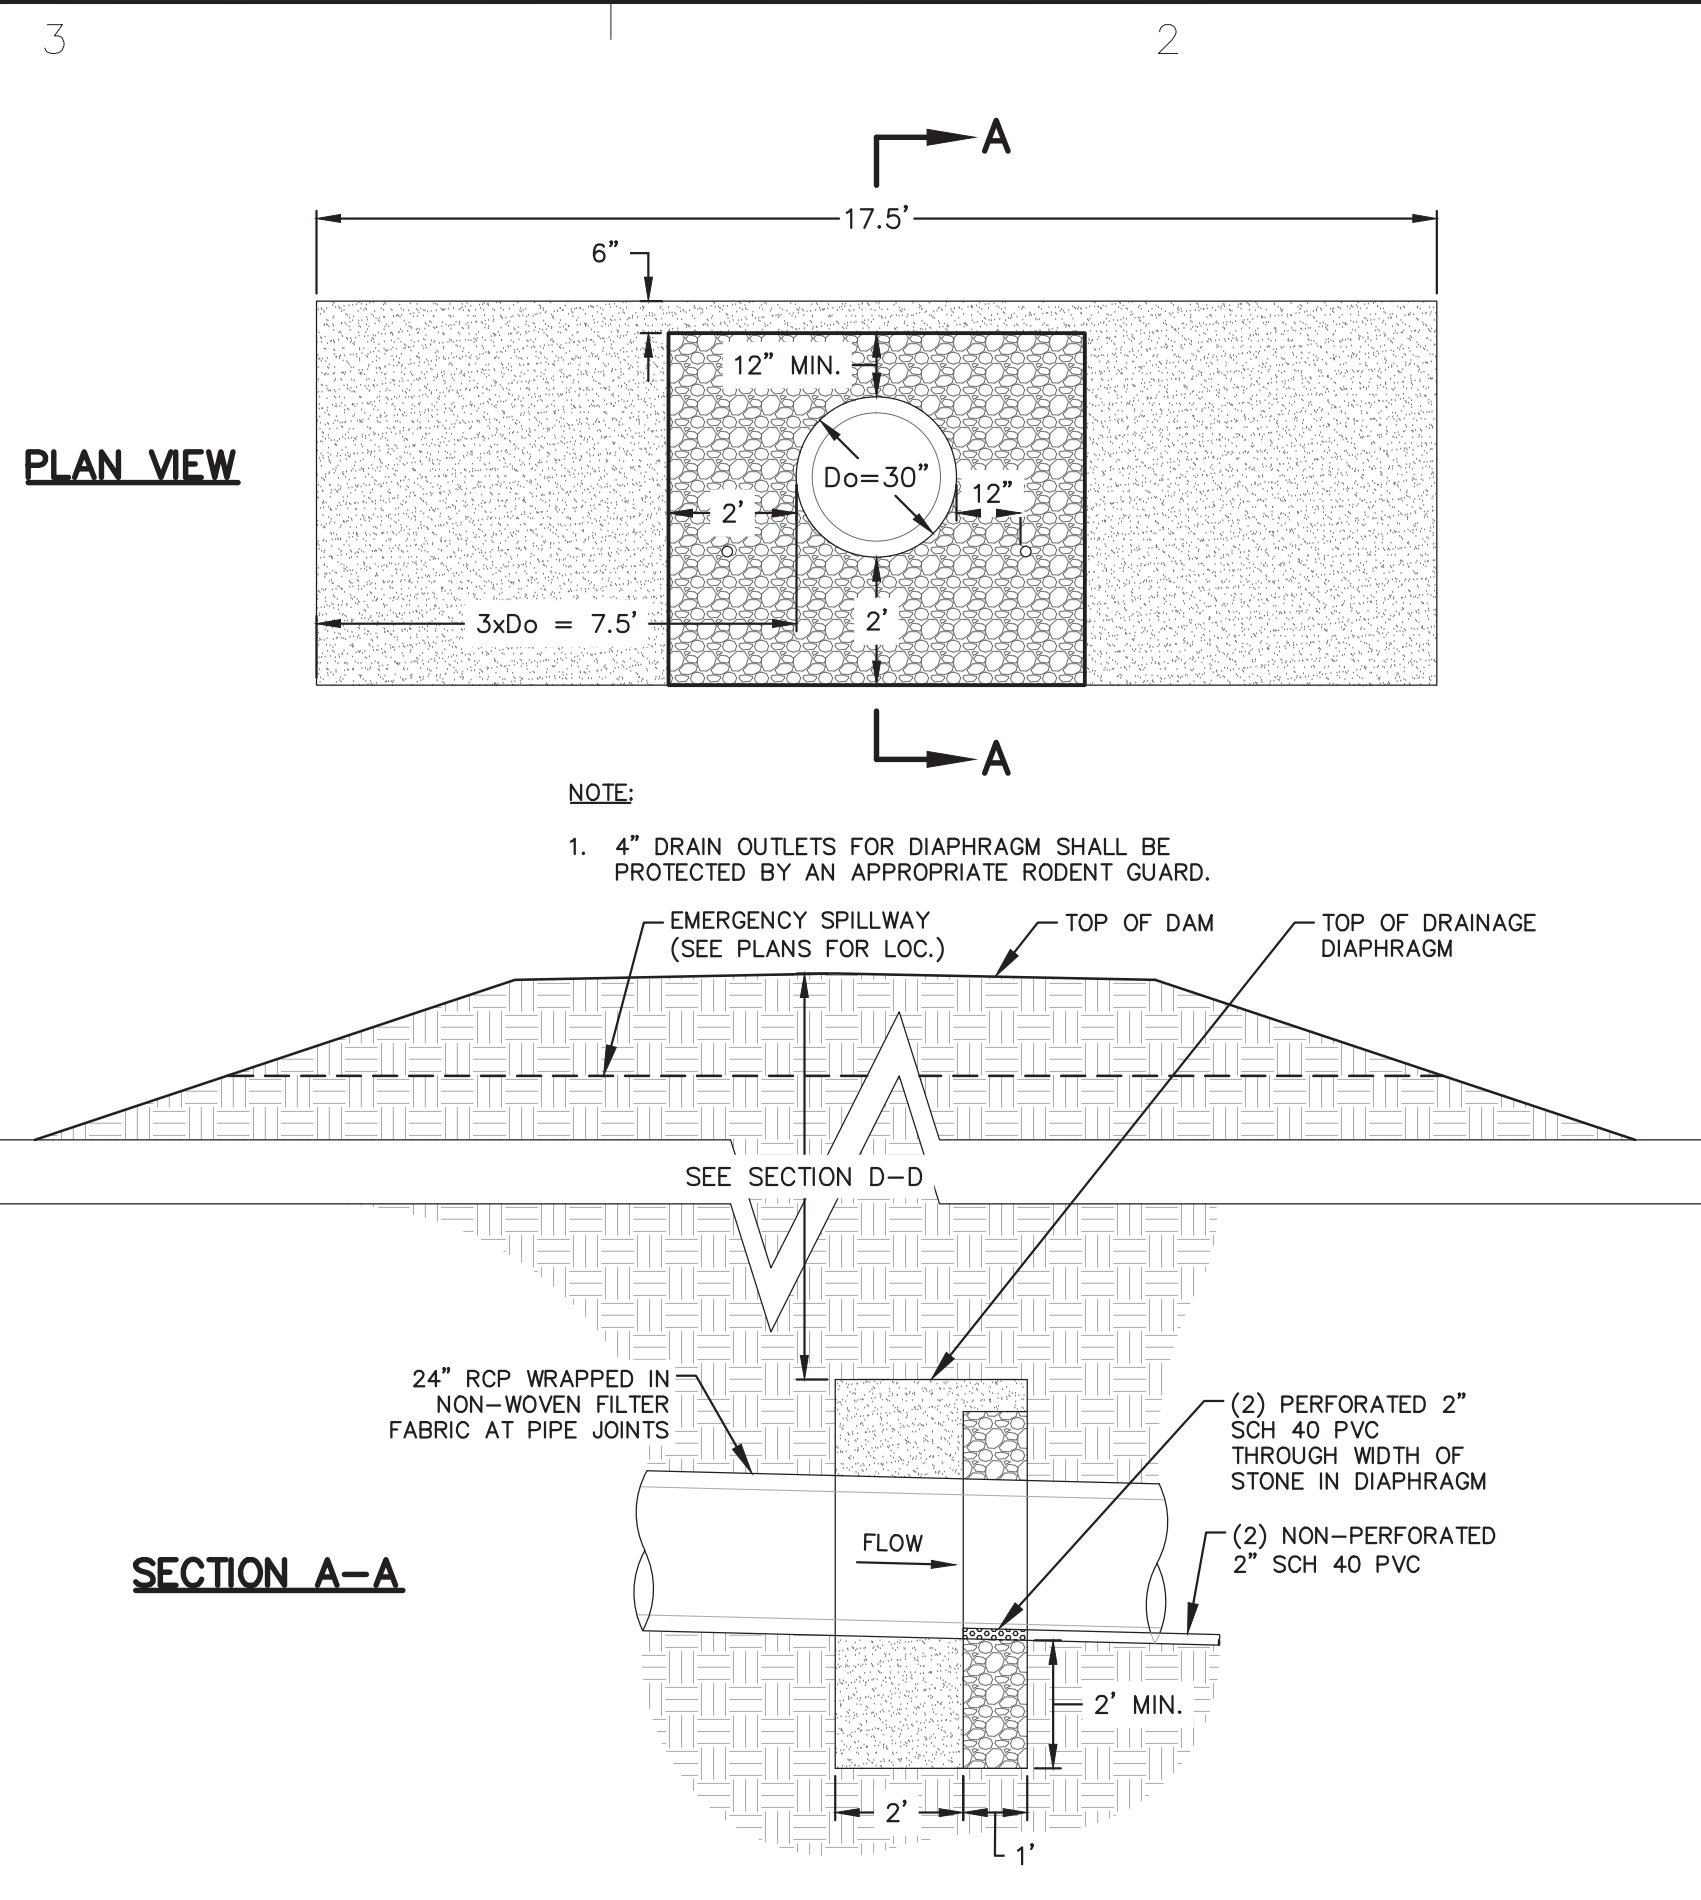 3
2
A
17.5’
6”
12” MIN.
PLAN VIEW
Do=30”
12”
2’
3xDo = 7.5’
2’
A
NOTE:
1. 4” DRAIN OUTLETS FOR DIAPHRAGM SHALL BE
PROTECTED BY AN APPROPRIATE RODENT GUARD.
EMERGENCY SPILLWAY
(SEE PLANS FOR LOC.)
TOP OF DAM
TOP OF DRAINAGE
DIAPHRAGM
SEE SECTION D–D
24” RCP WRAPPED IN
NON–WOVEN FILTER
FABRIC AT PIPE JOINTS
(2) PERFORATED 2”
SCH 40 PVC
THROUGH WIDTH OF
STONE IN DIAPHRAGM
FLOW
(2) NON–PERFORATED
2” SCH 40 PVC
SECTION A–A
2’ MIN.
2’
1’